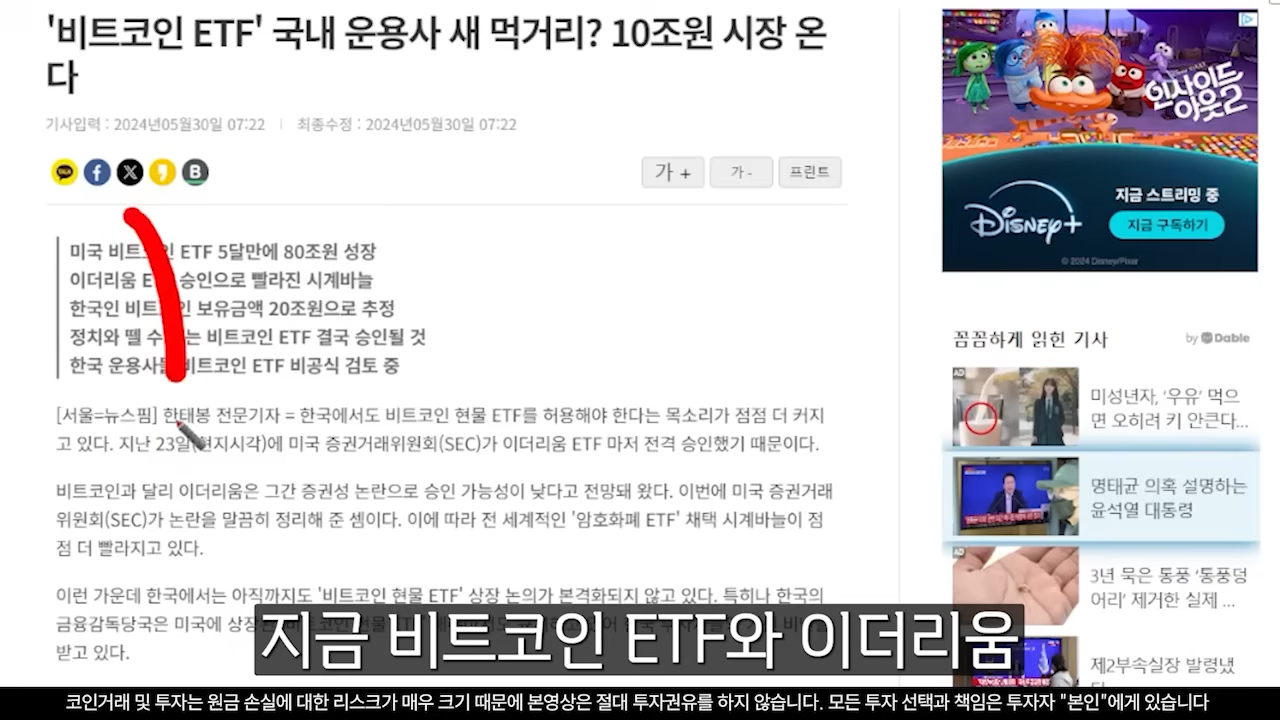 '비트코인 ETF' 국내 운용사 새 먹거리? 10조원 시장 온
다
기사입력 : 2024년05월30일 07:22
최종수정 : 2024년05월30일 07:22
TALK
f
X
B
가 +
가 -
프린트
미국 비트 ETF 5달만에 80조원 성장
이더리움 승인으로 빨라진 시계바늘
한국인 비트 보유금액 20조원으로 추정
정치와 뗄 수 는 비트코인 ETF 결국 승인될 것
한국 운용사들 비트코인 ETF 비공식 검토 중
[서울=뉴스핌] 한태봉 전문기자 = 한국에서도 비트코인 현물 ETF를 허용해야 한다는 목소리가 점점 더 커지
고 있다. 지난 23일(현지시각)에 미국 증권거래위원회(SEC)가 이더리움 ETF 마저 전격 승인했기 때문이다.
비트코인과 달리 이더리움은 그간 증권성 논란으로 승인 가능성이 낮다고 전망돼 왔다. 이번에 미국 증권거래
위원회(SEC)가 논란을 말끔히 정리해 준 셈이다. 이에 따라 전 세계적인 '암호화폐 ETF' 채택 시계바늘이 점
점 더 빨라지고 있다.
이런 가운데 한국에서는 아직까지도 '비트코인 현물 ETF' 상장 논의가 본격화되지 않고 있다. 특히나 한국의
금융감독당국은 미국에 상장
받고 있다.
인사이드
아웃2
Disney+
지금 스트리밍 중
지금 구독하기
© 2024 Disney/Pixar
꼼꼼하게 읽힌 기사
by Dable
AD
미성년자, ‘우유’ 먹으
면 오히려 키 안큰다...
명태균 의혹 설명하는
윤석열 대통령
AD
3년 묵은 통풍 ‘통풍덩
어리’ 제거한 실제 ...
제2부속실장 발령냈
지금 비트코인 ETF와 이더리움
코인거래 및 투자는 원금 손실에 대한 리스크가 매우 크기 때문에 본영상은 절대 투자권유를 하지 않습니다. 모든 투자 선택과 책임은 투자자 "본인"에게 있습니다